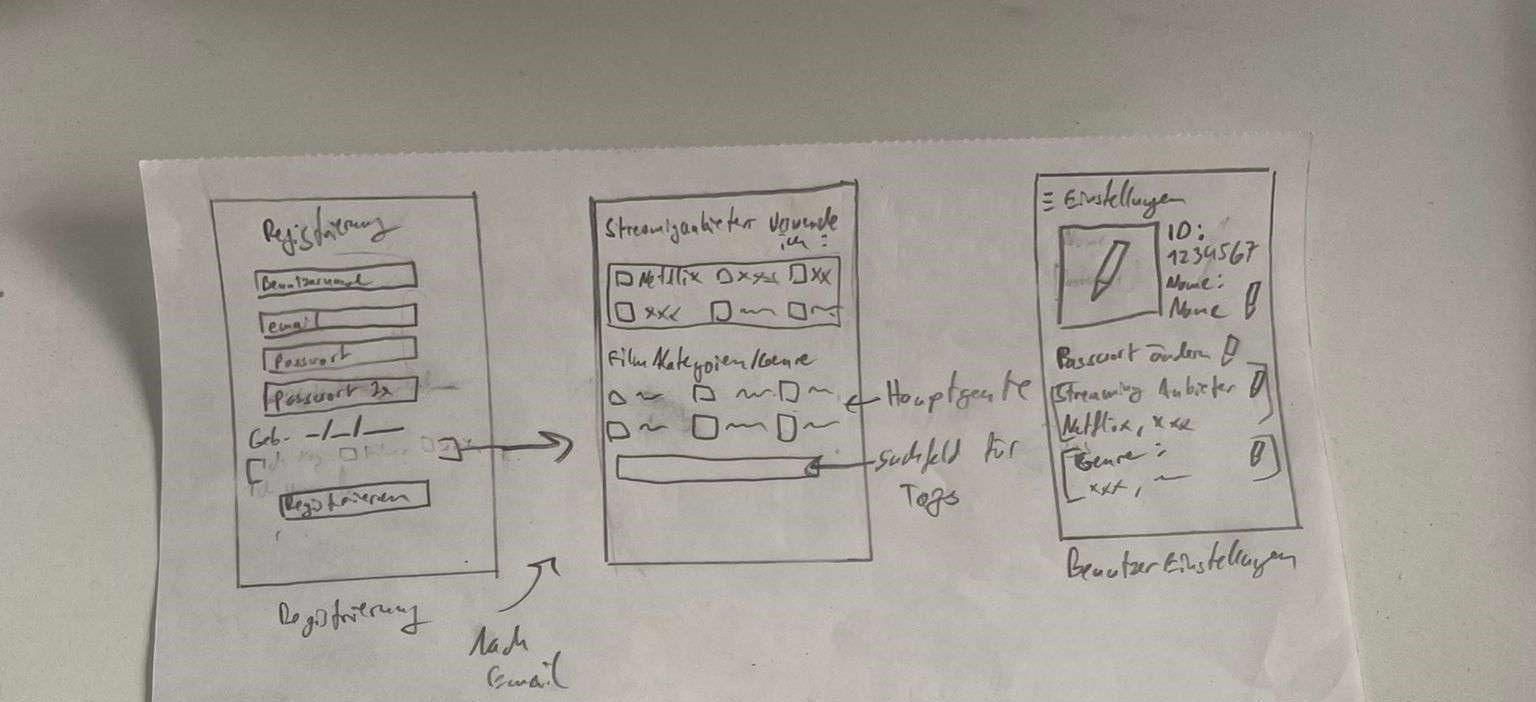 Registrierung
Benutzername
email
Passwort
Passwort 2x
Geb. -/-/-
Registrieren
Registrierung
Nach
Email
Streaminganbieter verwende
ich :
Netflix xxx xx
xxx
Film Kategorien/Genre
Hauptgenre
Suchfeld für
Tags
Einstellungen
ID:
1234567
Name:
Name
Passwort ändern
Streaming Anbieter
Netflix, xxx
Genre :
xxx,
Benutzer Einstellungen